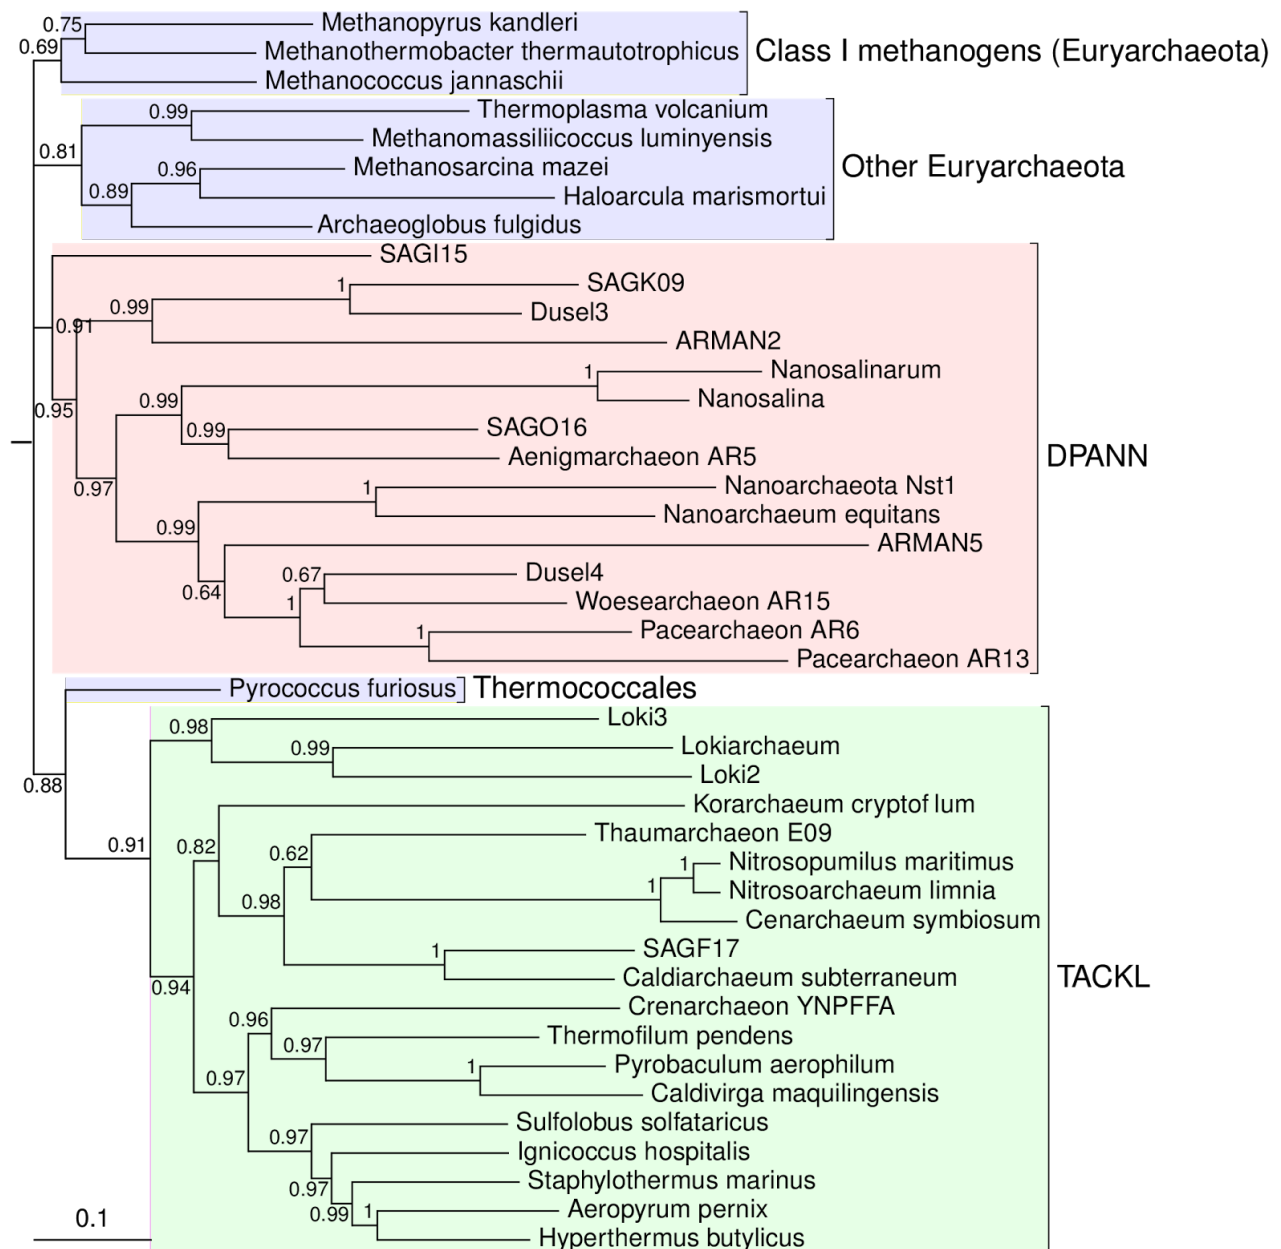 0.75
Methanopyrus kandleri
0.69
Methanothermobacter thermautotrophicus
Class I methanogens (Euryarchaeota)
Methanococcus jannaschii
0.99
Thermoplasma volcanium
Methanomassiliicoccus luminyensis
0.81
0.96
Methanosarcina mazei
Other Euryarchaeota
0.89
Haloarcula marismortui
Archaeoglobus fulgidus
SAGI15
1
SAGK09
0.99
Dusel3
0.91
ARMAN2
1
Nanosalinarum
Nanosalina
0.99
0.95
0.99
SAGO16
Aenigmarchaeon AR5
DPANN
0.97
1
Nanoarchaeota Nst1
Nanoarchaeum equitans
0.99
ARMAN5
0.67
Dusel4
0.64
1
Woesearchaeon AR15
1
Pacearchaeon AR6
Pacearchaeon AR13
Pyrococcus furiosus
Thermococcales
0.98
Loki3
0.99
Lokiarchaeum
Loki2
0.88
Korarchaeum cryptof lum
Thaumarchaeon E09
0.91
0.82
0.62
1
Nitrosopumilus maritimus
1
Nitrosoarchaeum limnia
0.98
Cenarchaeum symbiosum
1
SAGF17
Caldiarchaeum subterraneum
TACKL
0.94
Crenarchaeon YNPFFA
0.96
Thermofilum pendens
0.97
1
Pyrobaculum aerophilum
0.97
Caldivirga maquilingensis
Sulfolobus solfataricus
0.97
Ignicoccus hospitalis
0.97
Staphylothermus marinus
0.99
1
Aeropyrum pernix
0.1
Hyperthermus butylicus